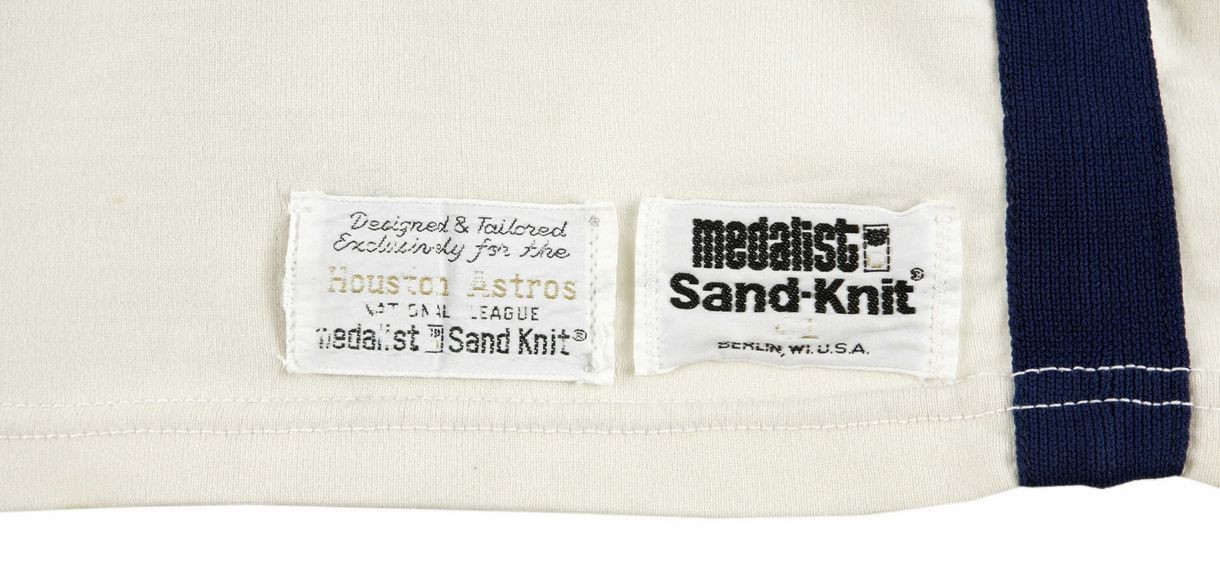 Designed & Tailored
Exclusively for the
Houston Astros
NATIONAL LEAGUE
medalist Sand Knit®
medalist
Sand-Knit®
BERLIN, WI. U.S.A.